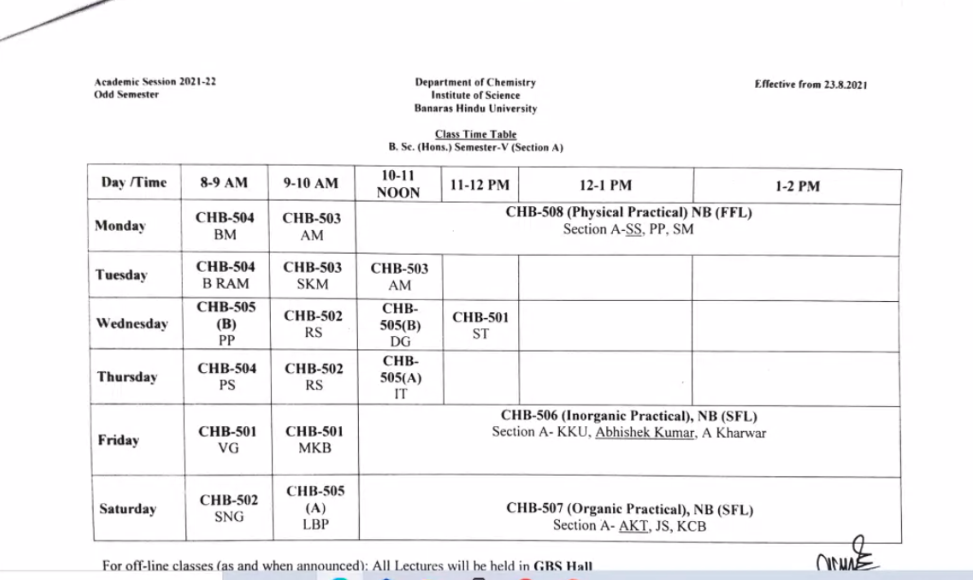 Academic Session 2021-22
Odd Semester
Department of Chemistry
Institute of Science
Banaras Hindu University
Effective from 23.8.2021
Class Time Table
B. Sc. (Hons.) Semester-V (Section A)
Day /Time 8-9 AM 9-10 AM 10-11 NOON 11-12 PM 12-1 PM 1-2 PM
Monday
CHB-504
BM
CHB-503
AM
CHB-508 (Physical Practical) NB (FFL)
Section A-SS, PP, SM
Tuesday
CHB-504
B RAM
CHB-503
SKM
CHB-503
AM
Wednesday
CHB-505
(B)
PP
CHB-502
RS
CHB-
505(B)
DG
CHB-501
ST
Thursday
CHB-504
PS
CHB-502
RS
CHB-
505(A)
IT
Friday
CHB-501
VG
CHB-501
MKB
CHB-506 (Inorganic Practical), NB (SFL)
Section A- KKU, Abhishek Kumar, A Kharwar
Saturday
CHB-502
SNG
CHB-505
(A)
LBP
CHB-507 (Organic Practical), NB (SFL)
Section A- AKT, JS, KCB
For off-line classes (as and when announced): All Lectures will be held in GBS Hall